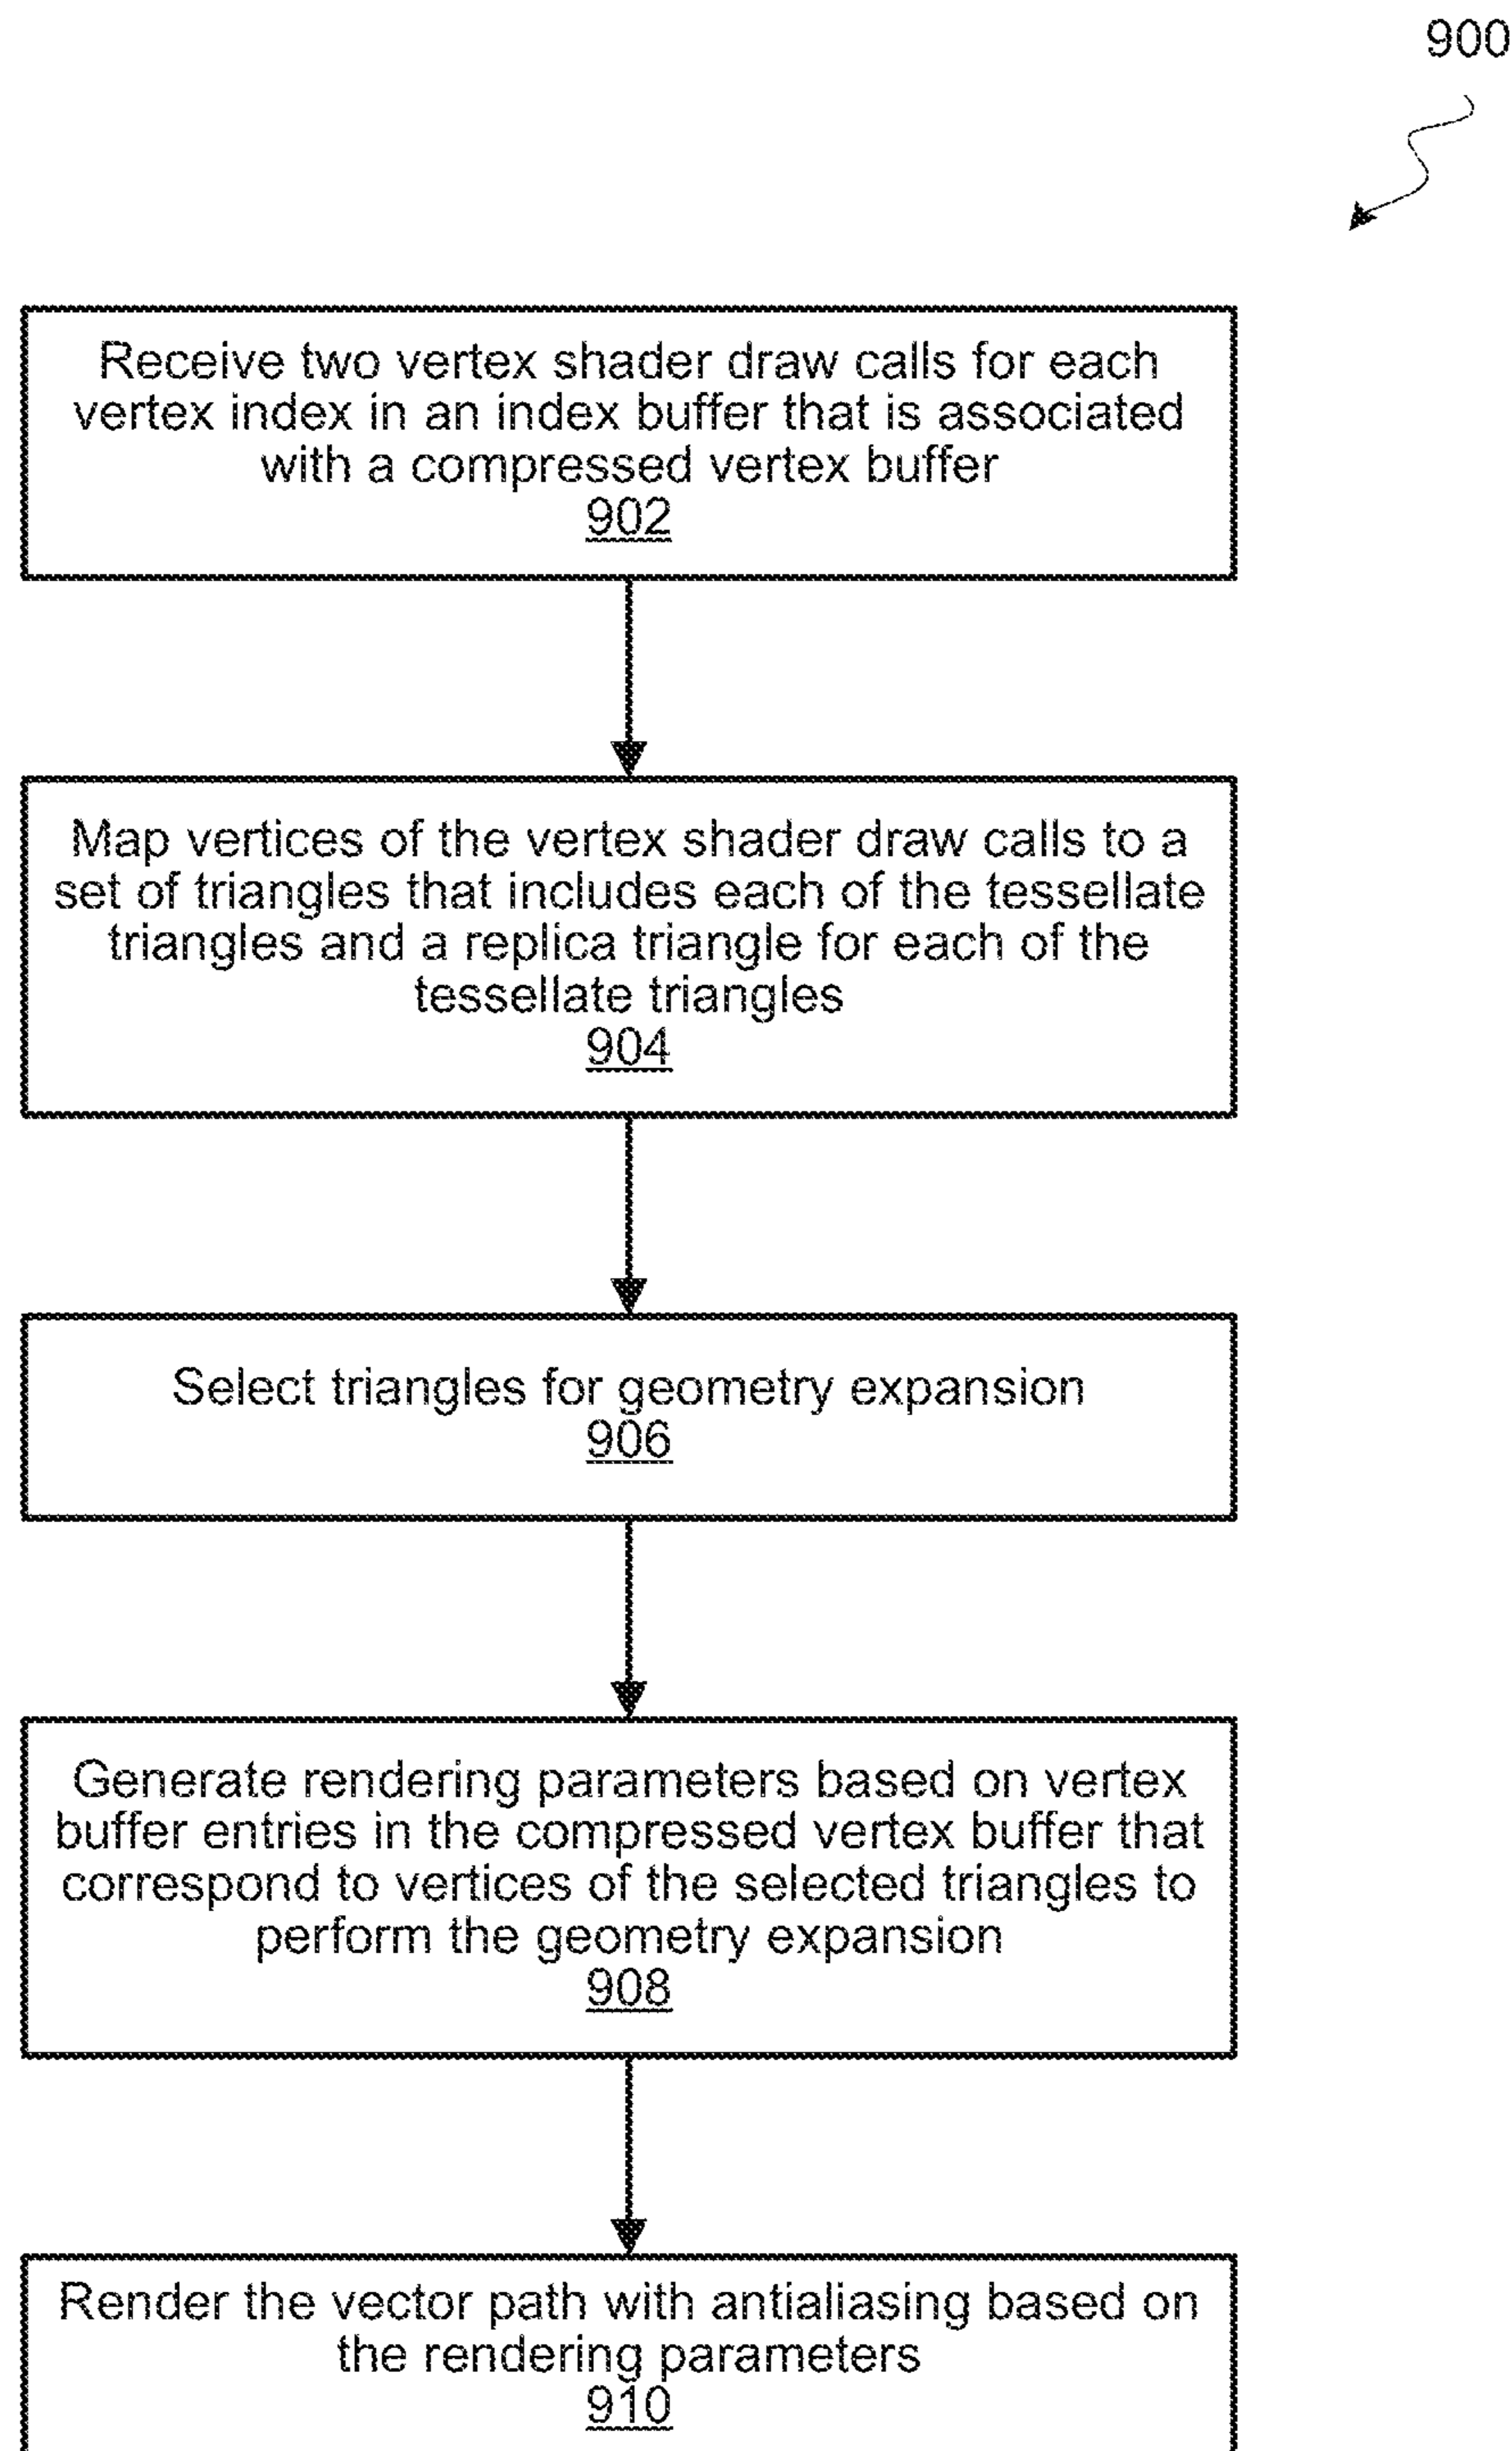 900
Receive two vertex shader draw calls for each
vertex index in an index buffer that is associated
with a compressed vertex buffer
902
Map vertices of the vertex shader draw calls to a
set of triangles that includes each of the tessellate
triangles and a replica triangle for each of the
tessellate triangles
904
Select triangles for geometry expansion
906
Generate rendering parameters based on vertex
buffer entries in the compressed vertex buffer that
correspond to vertices of the selected triangles to
perform the geometry expansion
908
Render the vector path with antialiasing based on
the rendering parameters
910